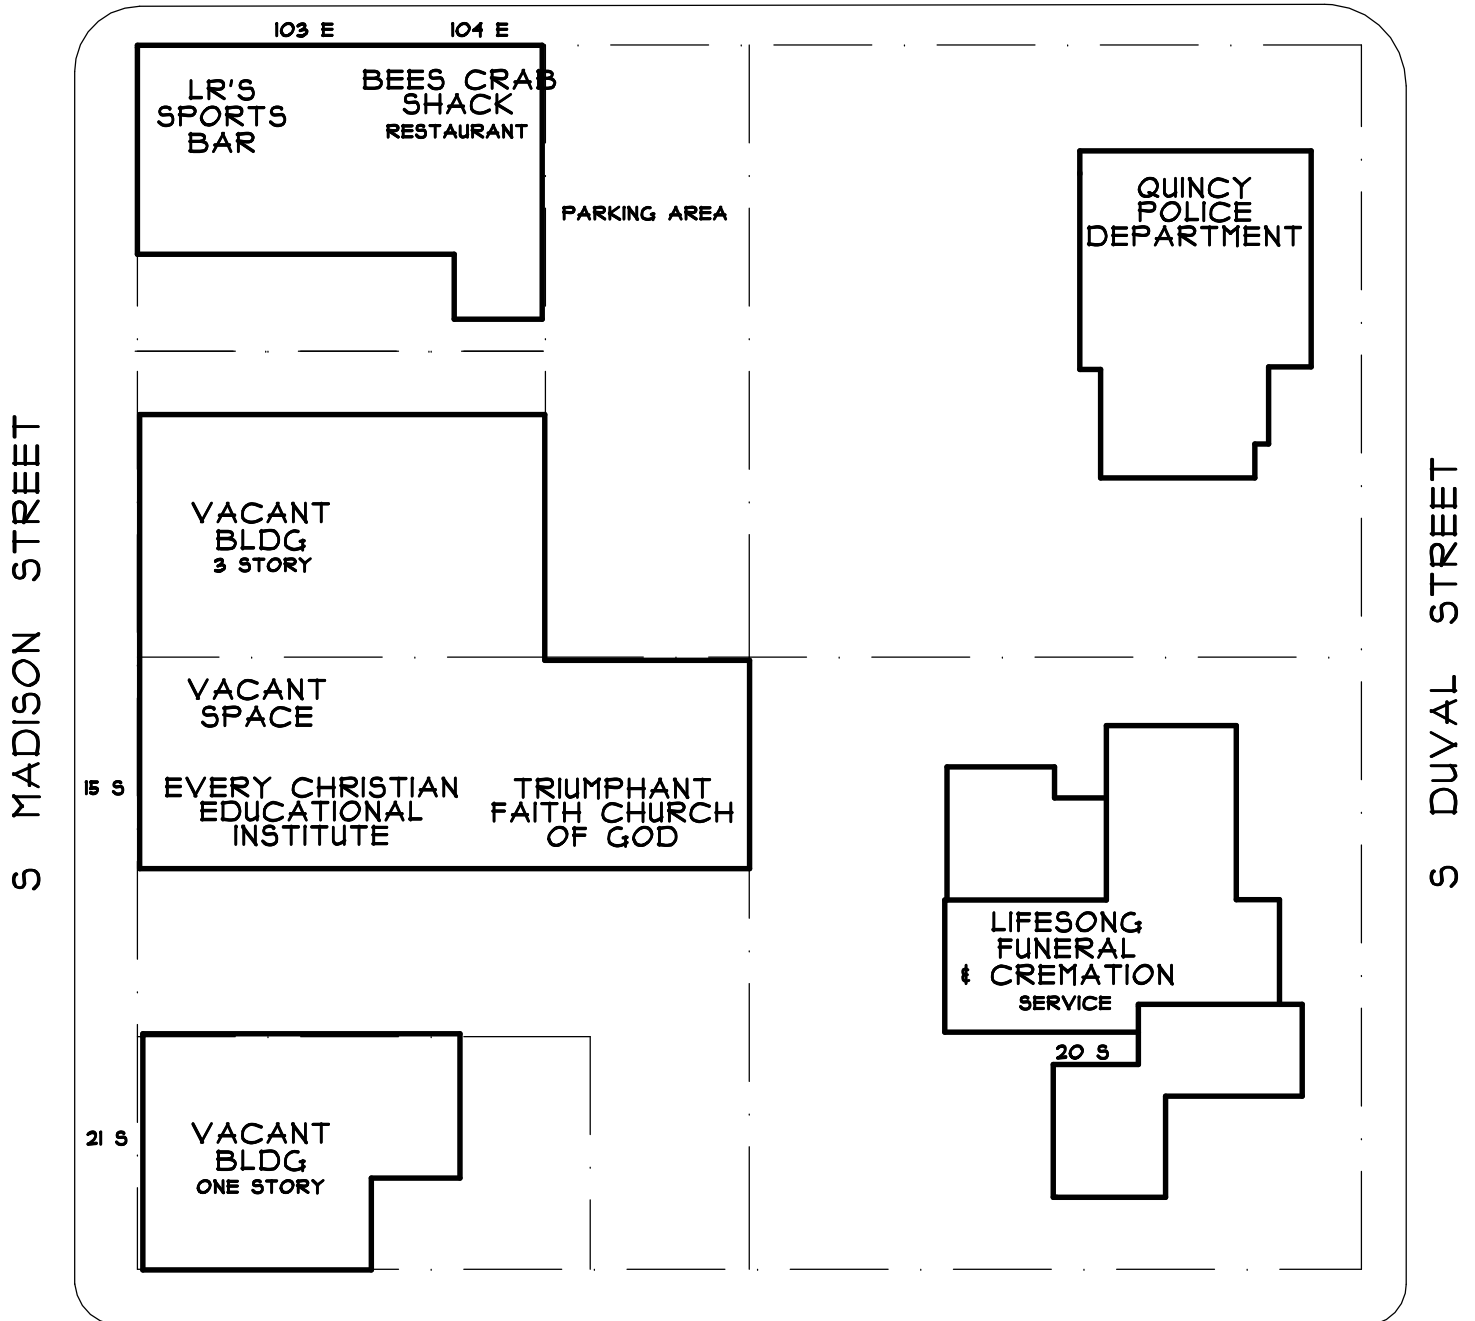 103 E
104 E
LR'S
SPORTS
BAR
BEES CRAB
SHACK
RESTAURANT
PARKING AREA
QUINCY
POLICE
DEPARTMENT
S MADISON STREET
S DUVAL STREET
VACANT
BLDG
3 STORY
VACANT
SPACE
15 S
EVERY CHRISTIAN
EDUCATIONAL
INSTITUTE
TRIUMPHANT
FAITH CHURCH
OF GOD
LIFESONG
FUNERAL
& CREMATION
SERVICE
20 S
21 S
VACANT
BLDG
ONE STORY